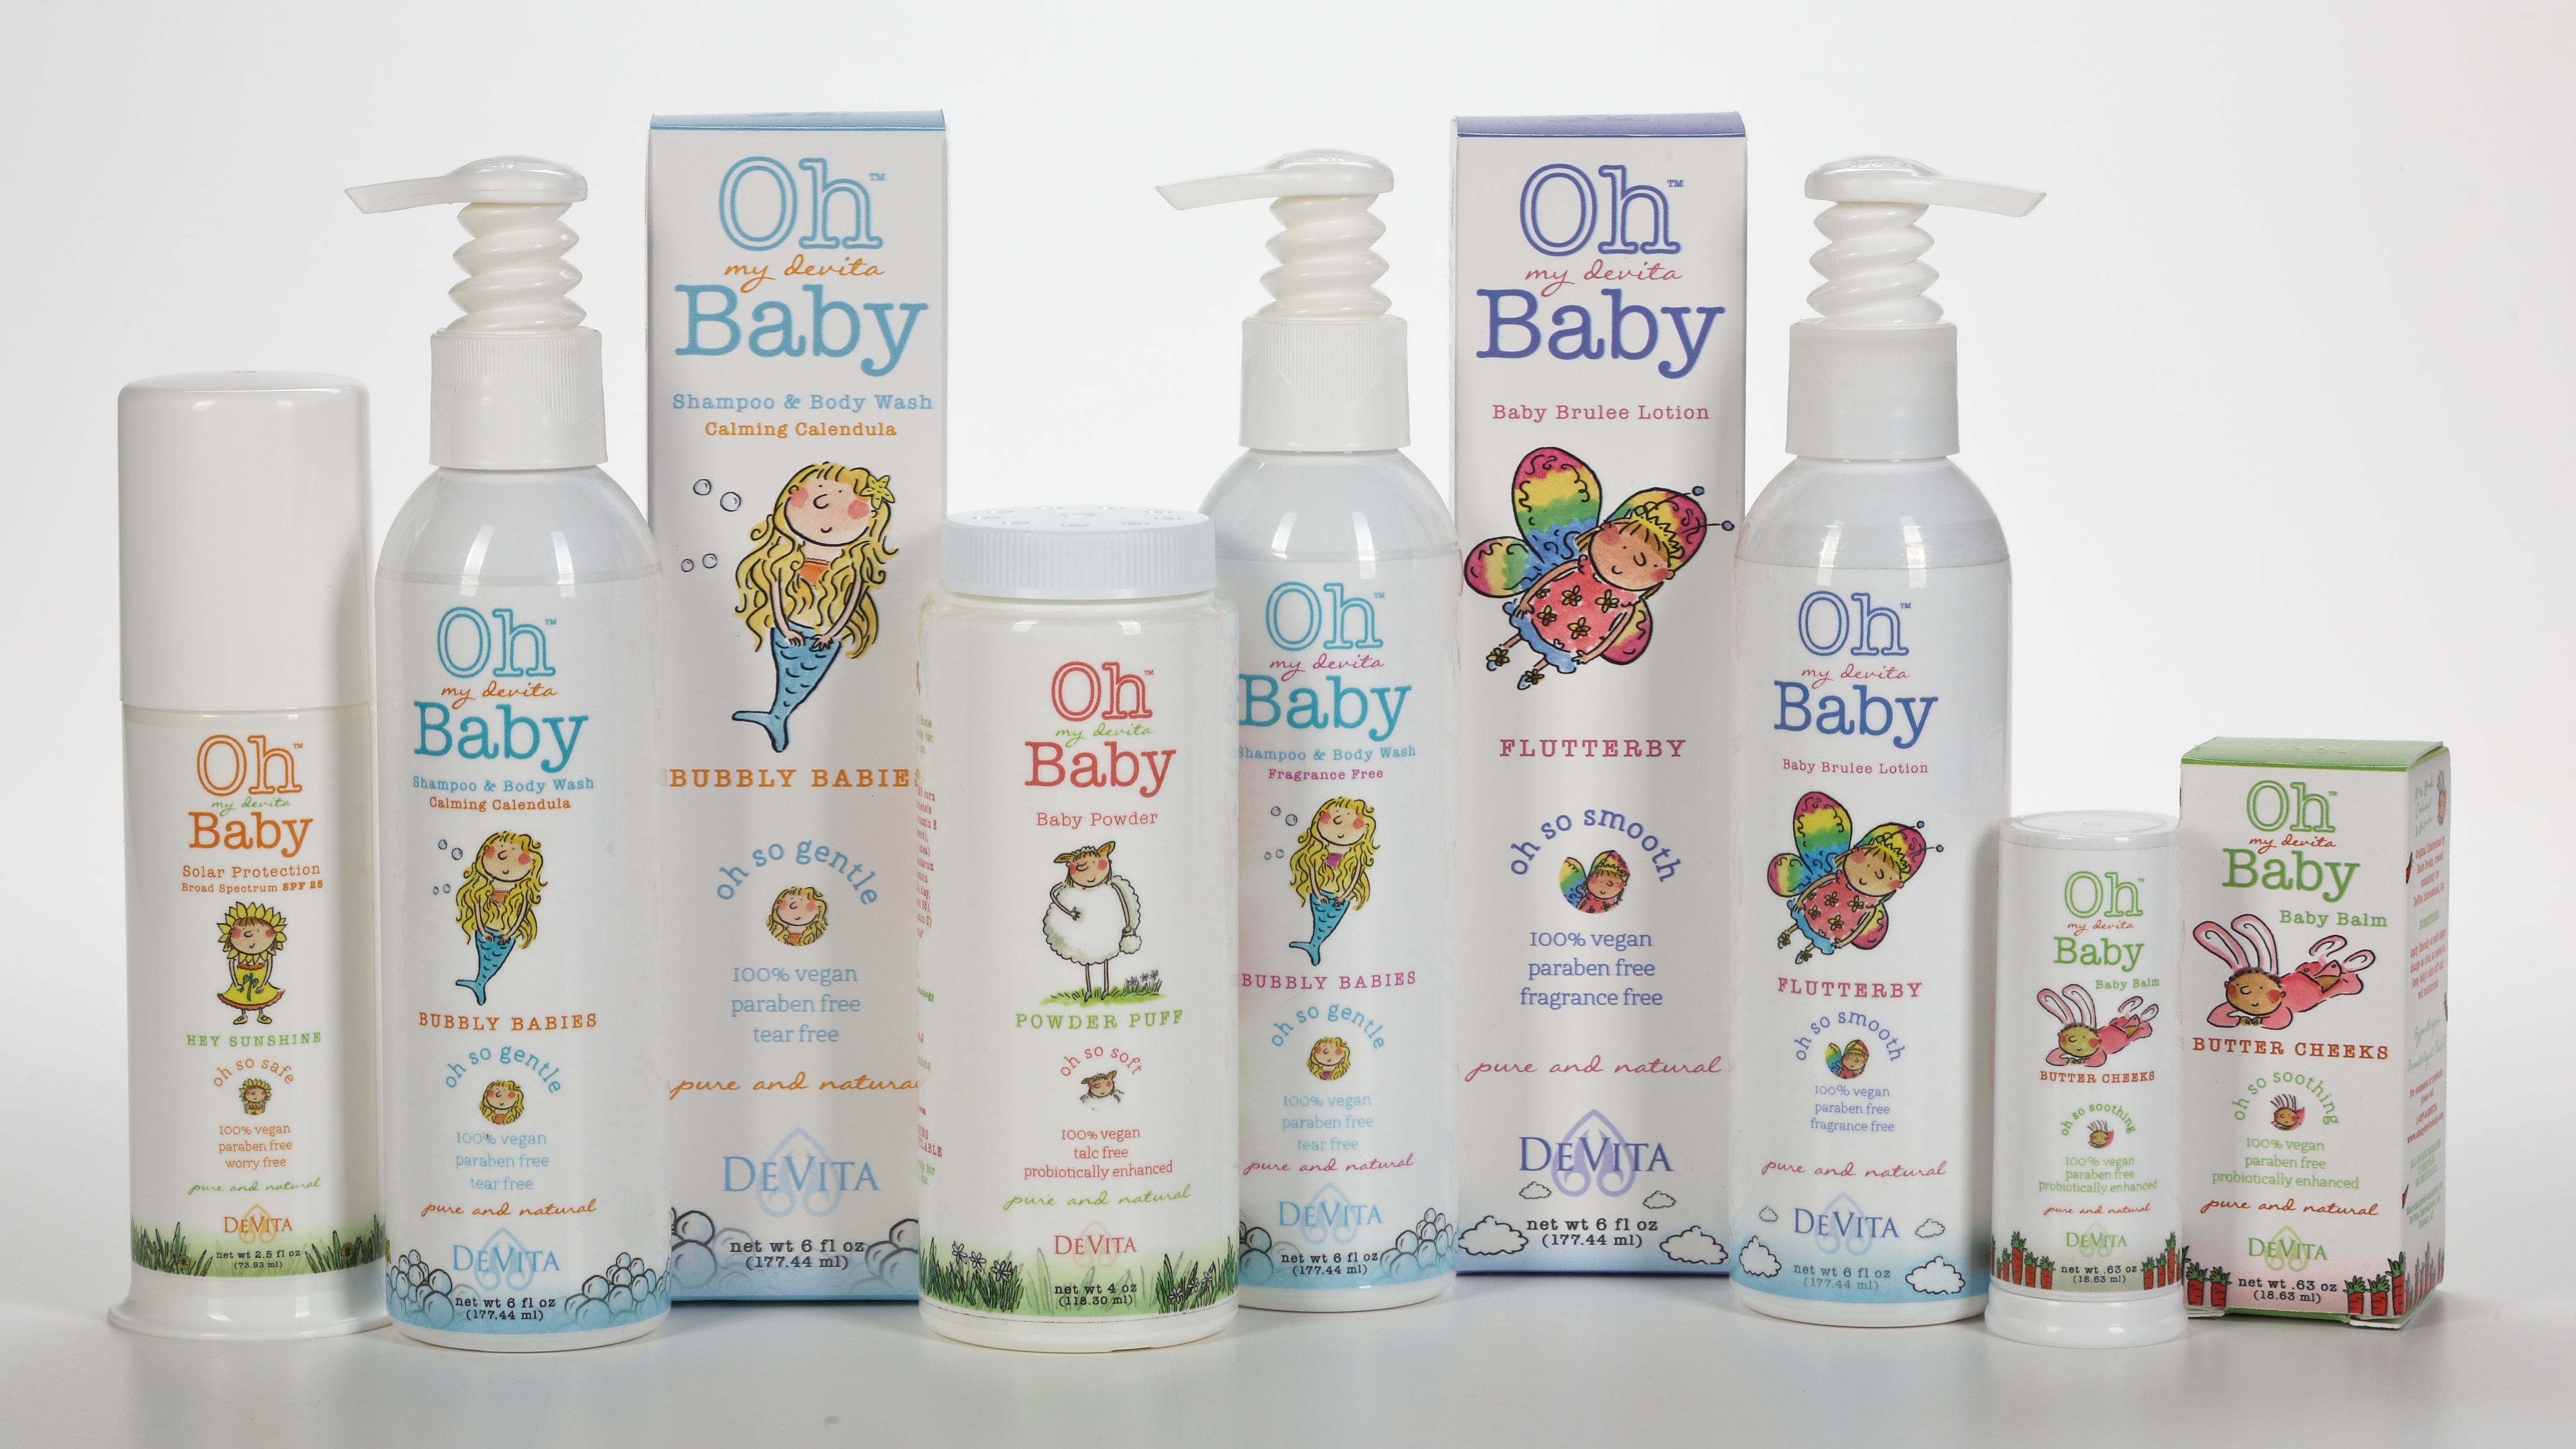 Oh™
my devita
Baby
Solar Protection
Broad Spectrum SPF 25
HEY SUNSHINE
oh so safe
100% vegan
paraben free
worry free
pure and natural
DEVITA
net wt 2.5 fl oz
(73.93 ml)
Oh™
my devita
Baby
Shampoo & Body Wash
Calming Calendula
BUBBLY BABIES
oh so gentle
100% vegan
paraben free
tear free
pure and natural
DEVITA
net wt 6 fl oz
(177.44 ml)
Oh™
my devita
Baby
Shampoo & Body Wash
Calming Calendula
BUBBLY BABIE
oh so gentle
100% vegan
paraben free
tear free
pure and natura
DEVITA
net wt 6 fl oz
(177.44 ml)
Oh™
my devita
Baby
Baby Powder
POWDER PUFF
oh so soft
100% vegan
talc free
probiotically enhanced
pure and natural
DEVITA
net wt 4 oz
(118.30 ml)
Oh™
my devita
Baby
Shampoo & Body Wash
Fragrance Free
BUBBLY BABIES
oh so gentle
100% vegan
paraben free
tear free
pure and natural
DEVITA
net wt 6 fl oz
(177.44 ml)
Oh™
my devita
Baby
Baby Brulee Lotion
FLUTTERBY
oh so smooth
100% vegan
paraben free
fragrance free
pure and natural
DEVITA
net wt 6 fl oz
(177.44 ml)
Oh™
my devita
Baby
Baby Brulee Lotion
FLUTTERBY
oh so smooth
100% vegan
paraben free
fragrance free
pure and natural
DEVITA
net wt 6 fl oz
(177.44 ml)
Oh™
my devita
Baby
Baby Balm
BUTTER CHEEKS
oh so soothing
100% vegan
paraben free
probiotically enhanced
pure and natural
DEVITA
net wt .63 oz
(18.63 ml)
Oh™
my devita
Baby
Baby Balm
BUTTER CHEEKS
oh so soothing
100% vegan
paraben free
probiotically enhanced
pure and natural
DEVITA
net wt .63 oz
(18.63 ml)